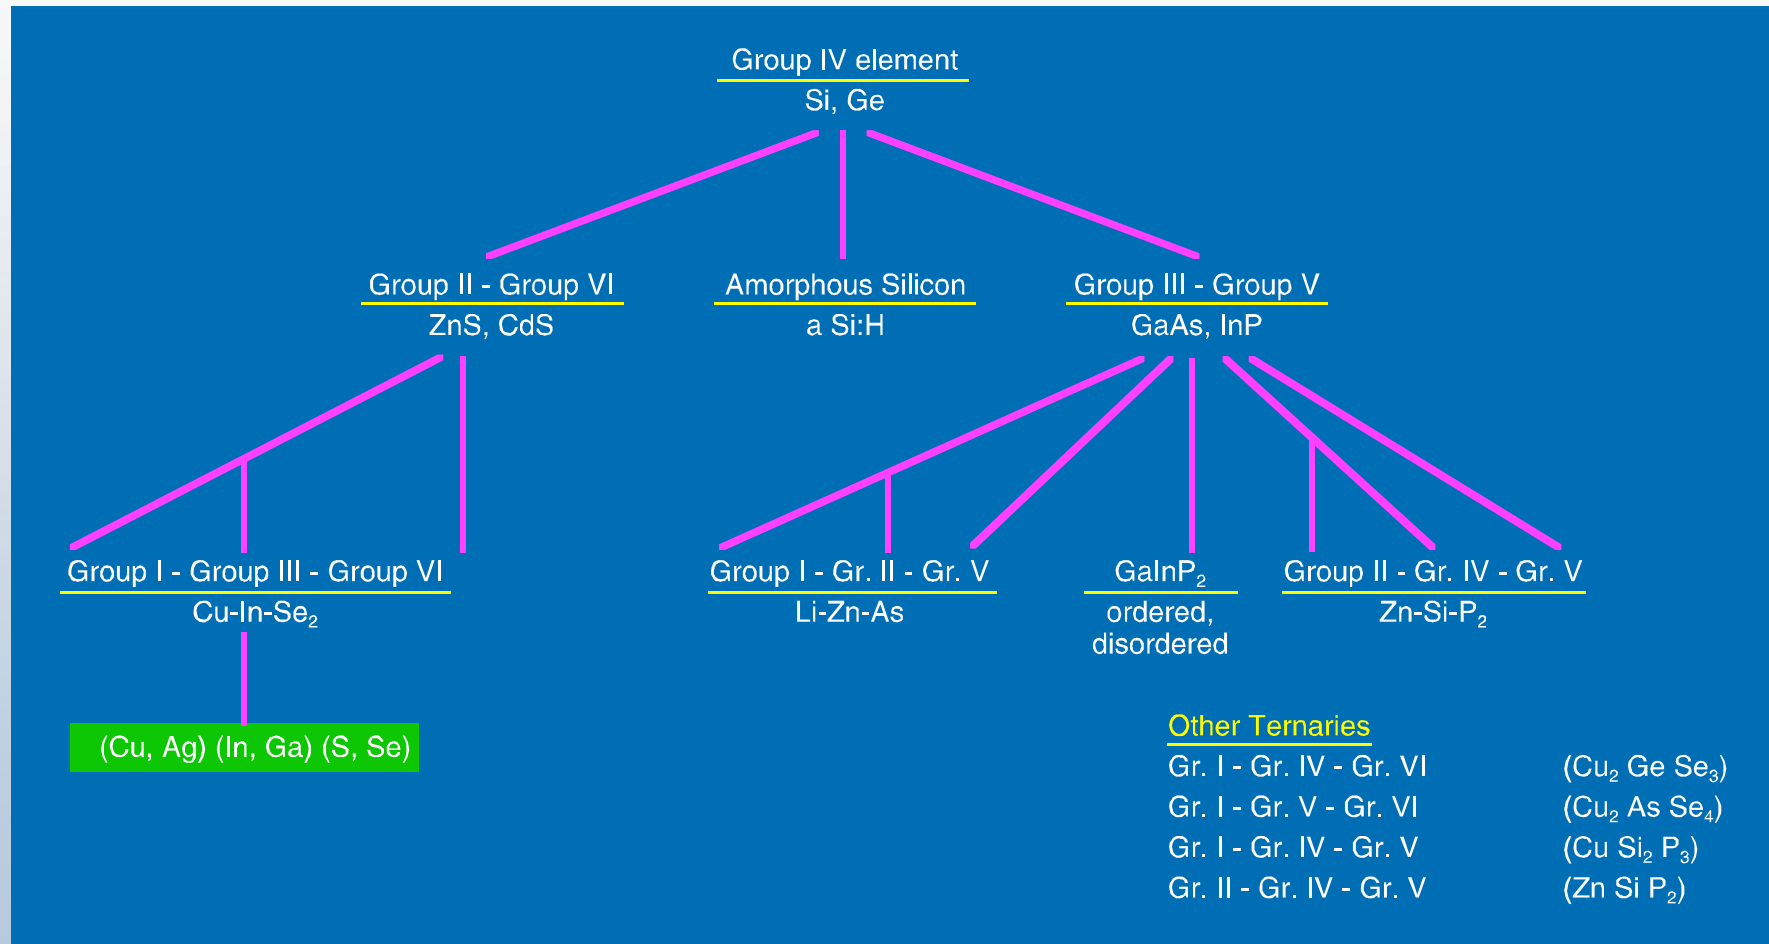 Group IV element
Si, Ge
Group II - Group VI
ZnS, CdS
Amorphous Silicon
a Si:H
Group III - Group V
GaAs, InP
Group I - Group III - Group VI
Cu-In-Se₂
Group I - Gr. II - Gr. V
Li-Zn-As
GaInP₂
ordered,
disordered
Group II - Gr. IV - Gr. V
Zn-Si-P₂
(Cu, Ag) (In, Ga) (S, Se)
Other Ternaries
Gr. I - Gr. IV - Gr. VI (Cu₂ Ge Se₃)
Gr. I - Gr. V - Gr. VI (Cu₂ As Se₄)
Gr. I - Gr. IV - Gr. V (Cu Si₂ P₃)
Gr. II - Gr. IV - Gr. V (Zn Si P₂)